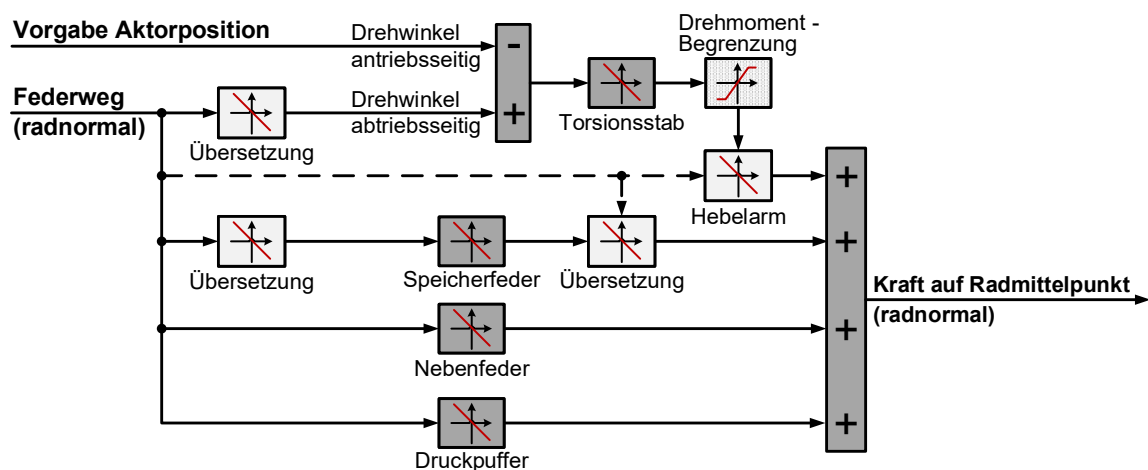 Vorgabe Aktorposition
Drehwinkel
antriebsseitig
-
Drehmoment -
Begrenzung
Federweg
(radnormal)
Übersetzung
Drehwinkel
abtriebsseitig
+
Torsionsstab
Hebelarm
+
Übersetzung
Speicherfeder
Übersetzung
+
Kraft auf Radmittelpunkt
(radnormal)
Nebenfeder
+
Druckpuffer
+